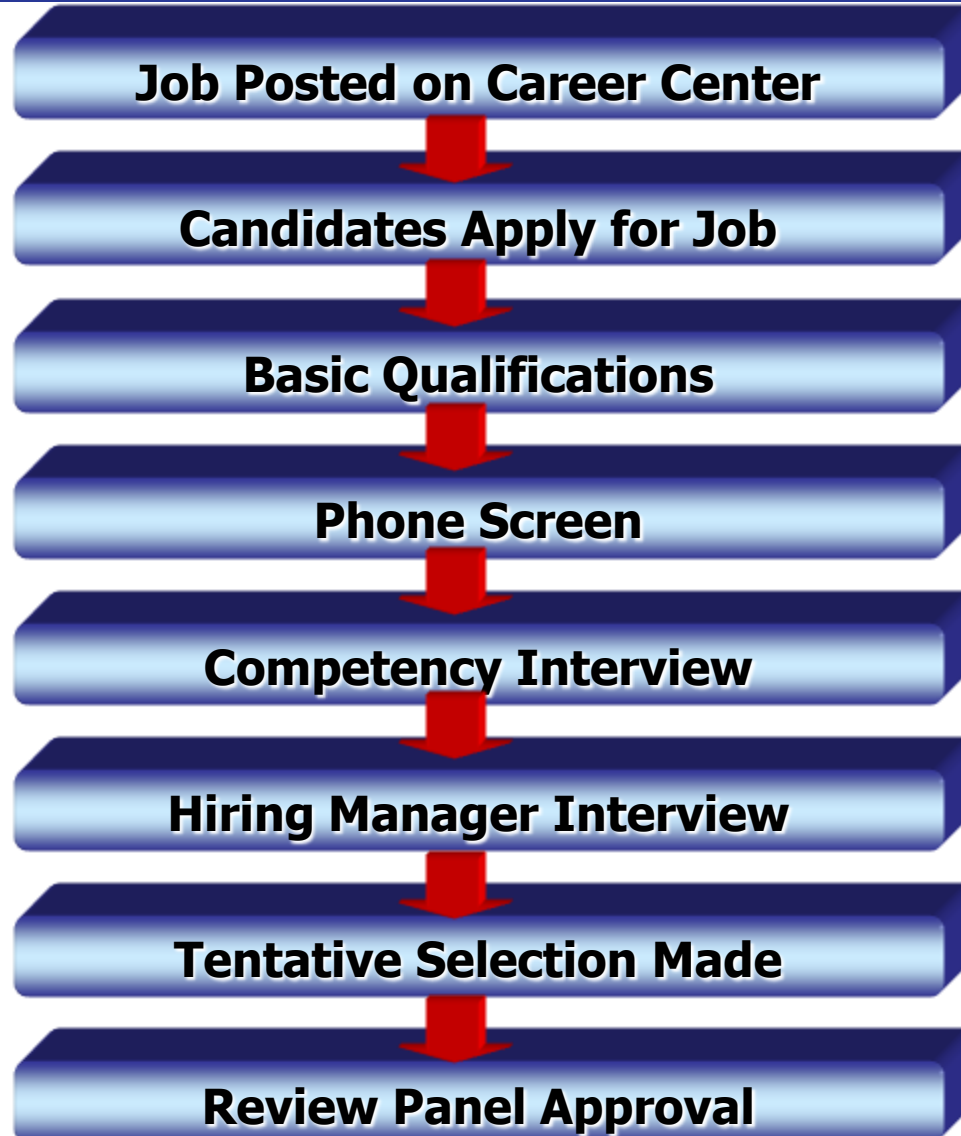 Job Posted on Career Center
Candidates Apply for Job
Basic Qualifications
Phone Screen
Competency Interview
Hiring Manager Interview
Tentative Selection Made
Review Panel Approval